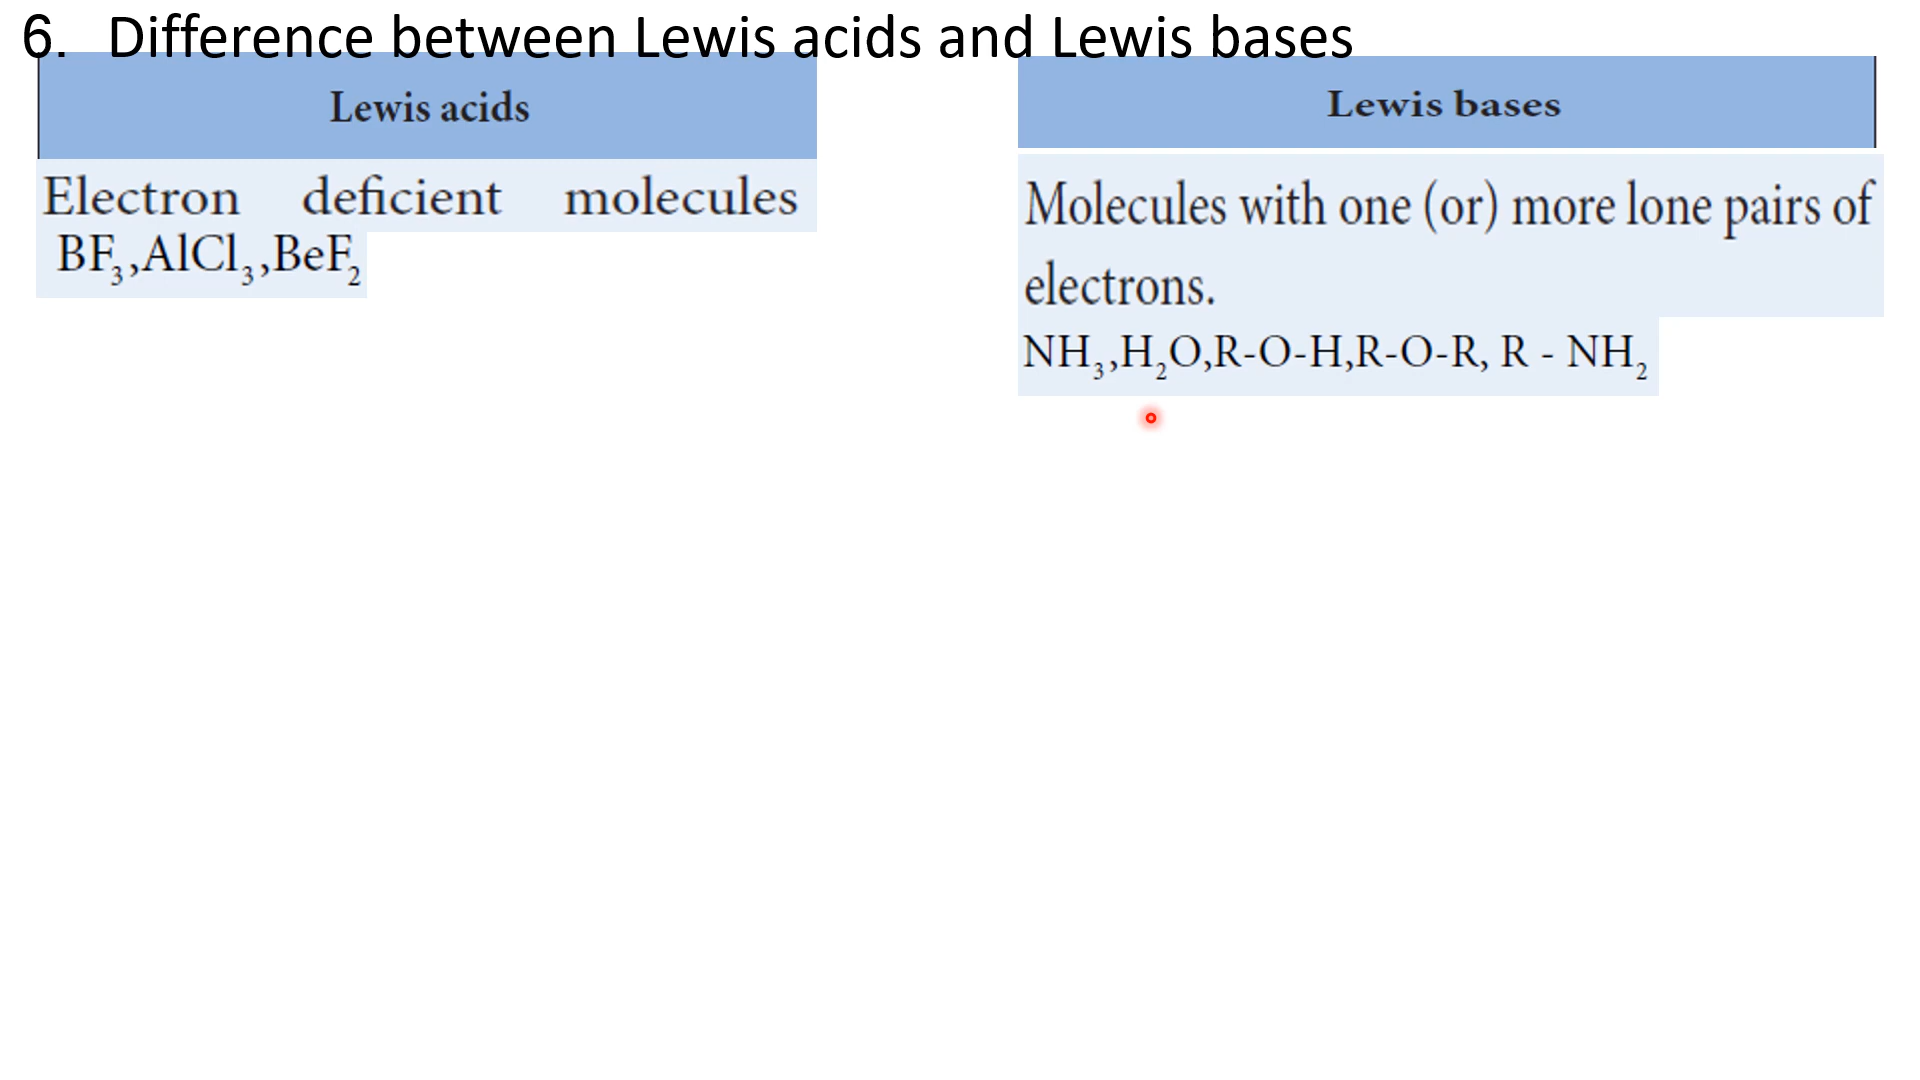 6. Difference between Lewis acids and Lewis bases
Lewis acids
Electron deficient molecules
BF₃,AlCl₃,BeF₂
Lewis bases
Molecules with one (or) more lone pairs of
electrons.
NH₃,H₂O,R-O-H,R-O-R, R - NH₂